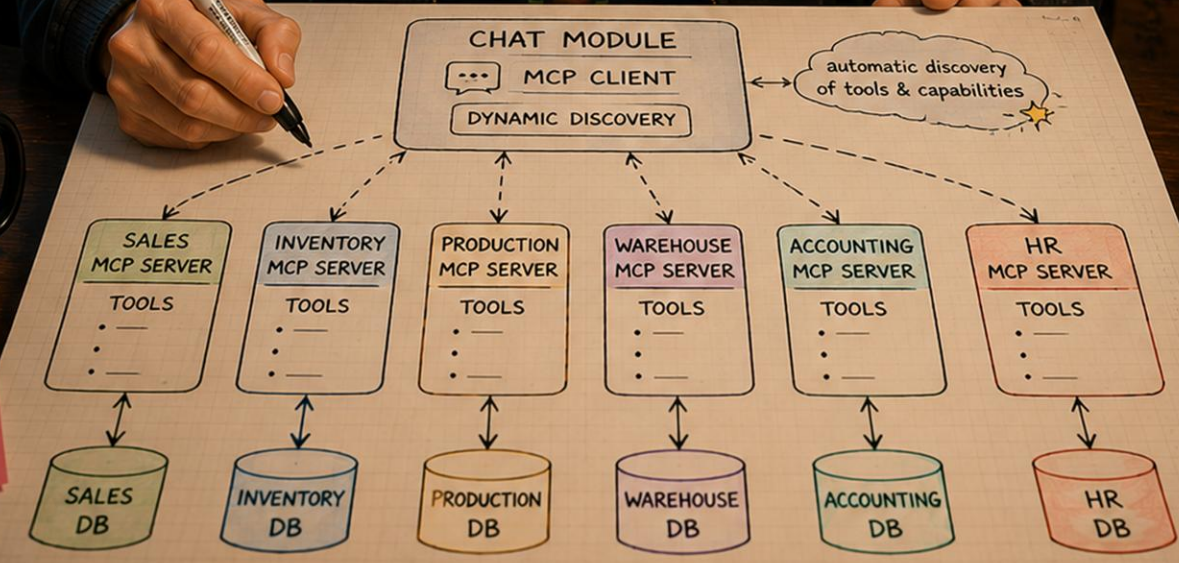 CHAT MODULE
MCP CLIENT
DYNAMIC DISCOVERY
automatic discovery
of tools & capabilities
SALES
MCP SERVER
TOOLS
INVENTORY
MCP SERVER
TOOLS
PRODUCTION
MCP SERVER
TOOLS
WAREHOUSE
MCP SERVER
TOOLS
ACCOUNTING
MCP SERVER
TOOLS
HR
MCP SERVER
TOOLS
SALES
DB
INVENTORY
DB
PRODUCTION
DB
WAREHOUSE
DB
ACCOUNTING
DB
HR
DB